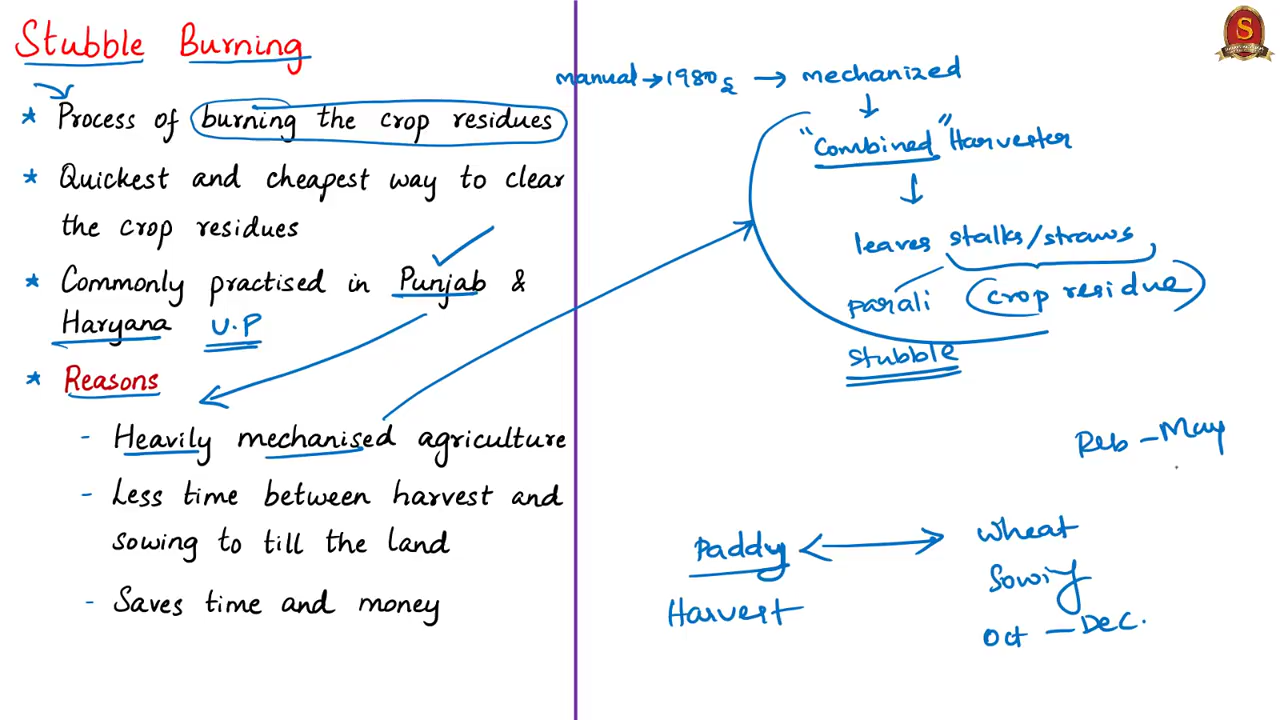 Stubble Burning
* Process of burning the crop residues
* Quickest and cheapest way to clear
the crop residues
* Commonly practised in Punjab &
Haryana U.P
* Reasons
- Heavily mechanised agriculture
- Less time between harvest and
sowing to till the land
- Saves time and money
S
manual → 1980s → mechanized
"Combined" Harvester
leaves stalks/straws
parali (crop residue)
stubble
Reb - May
Paddy
Harvest
Wheat
Sowing
Oct - Dec.